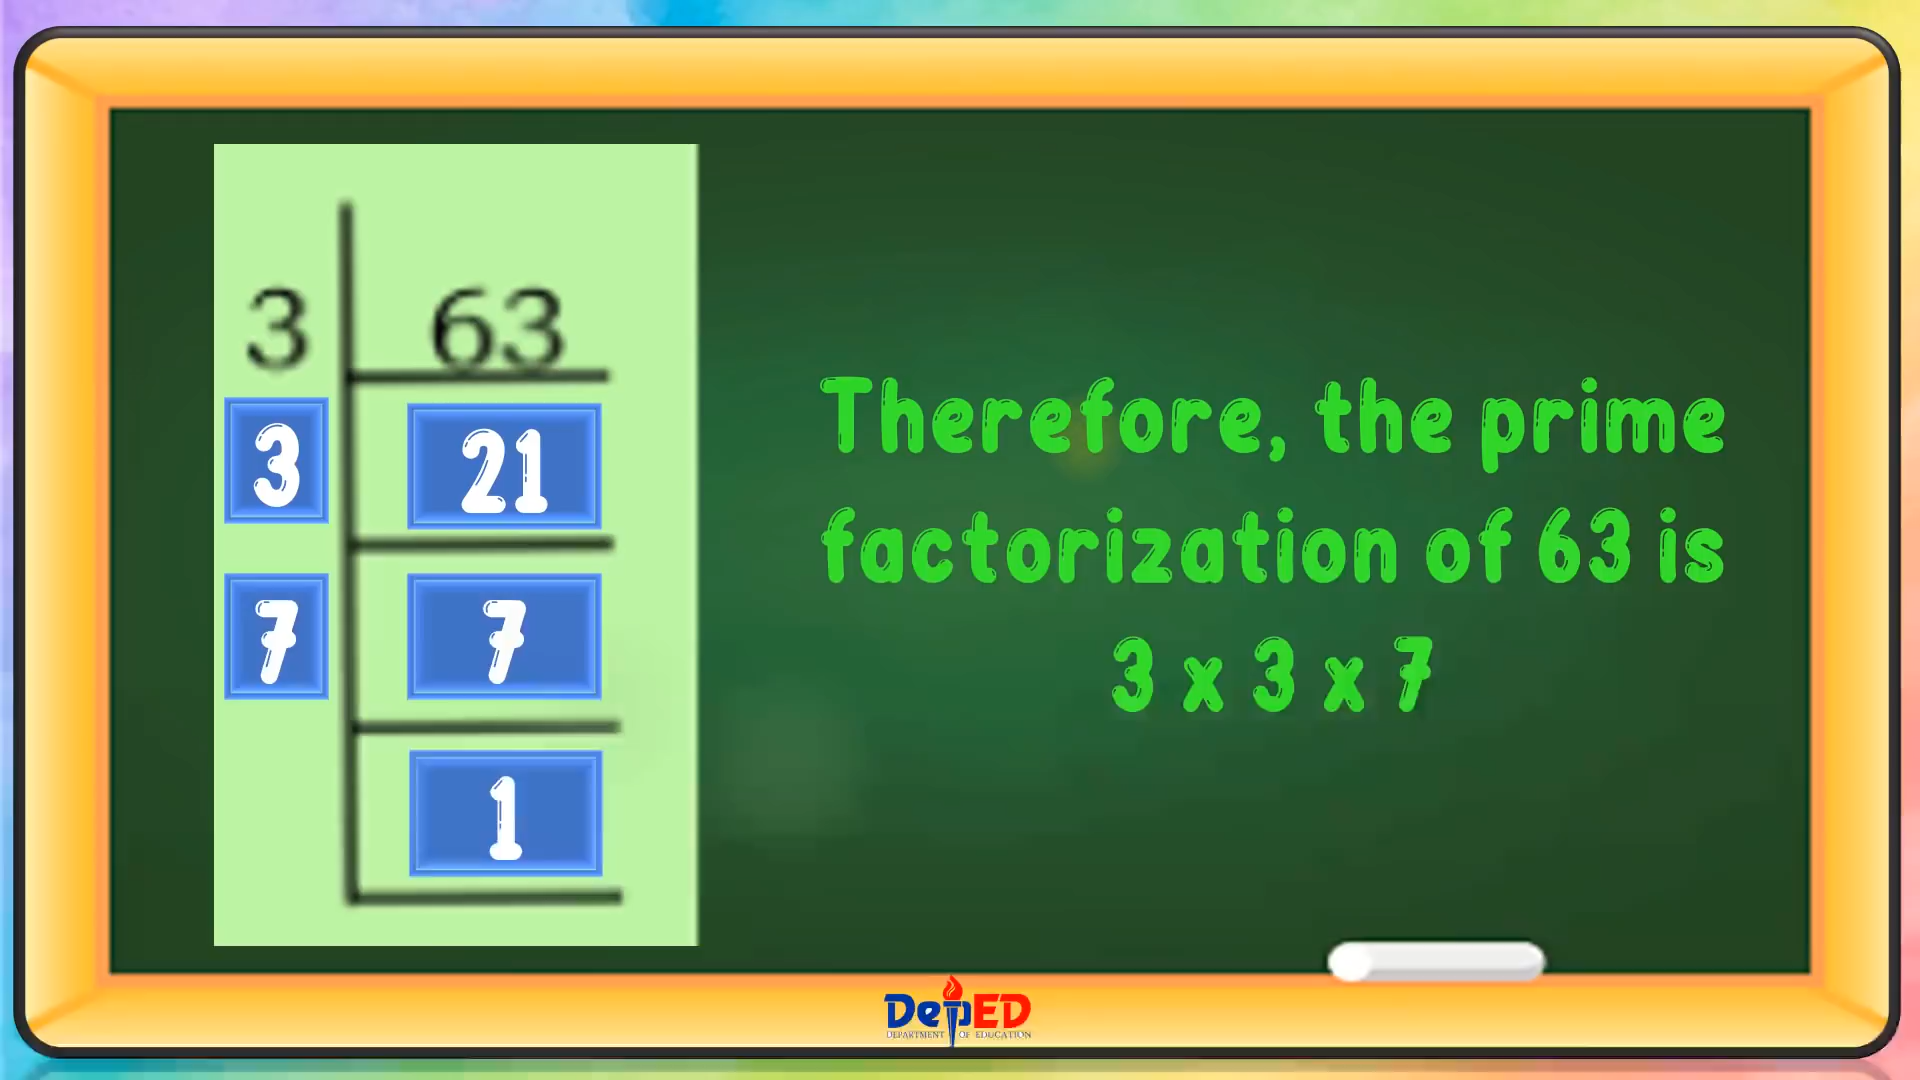 3 63
3 21
7 7
1
Therefore, the prime
factorization of 63 is
3 x 3 x 7
DepED
DEPARTMENT OF EDUCATION